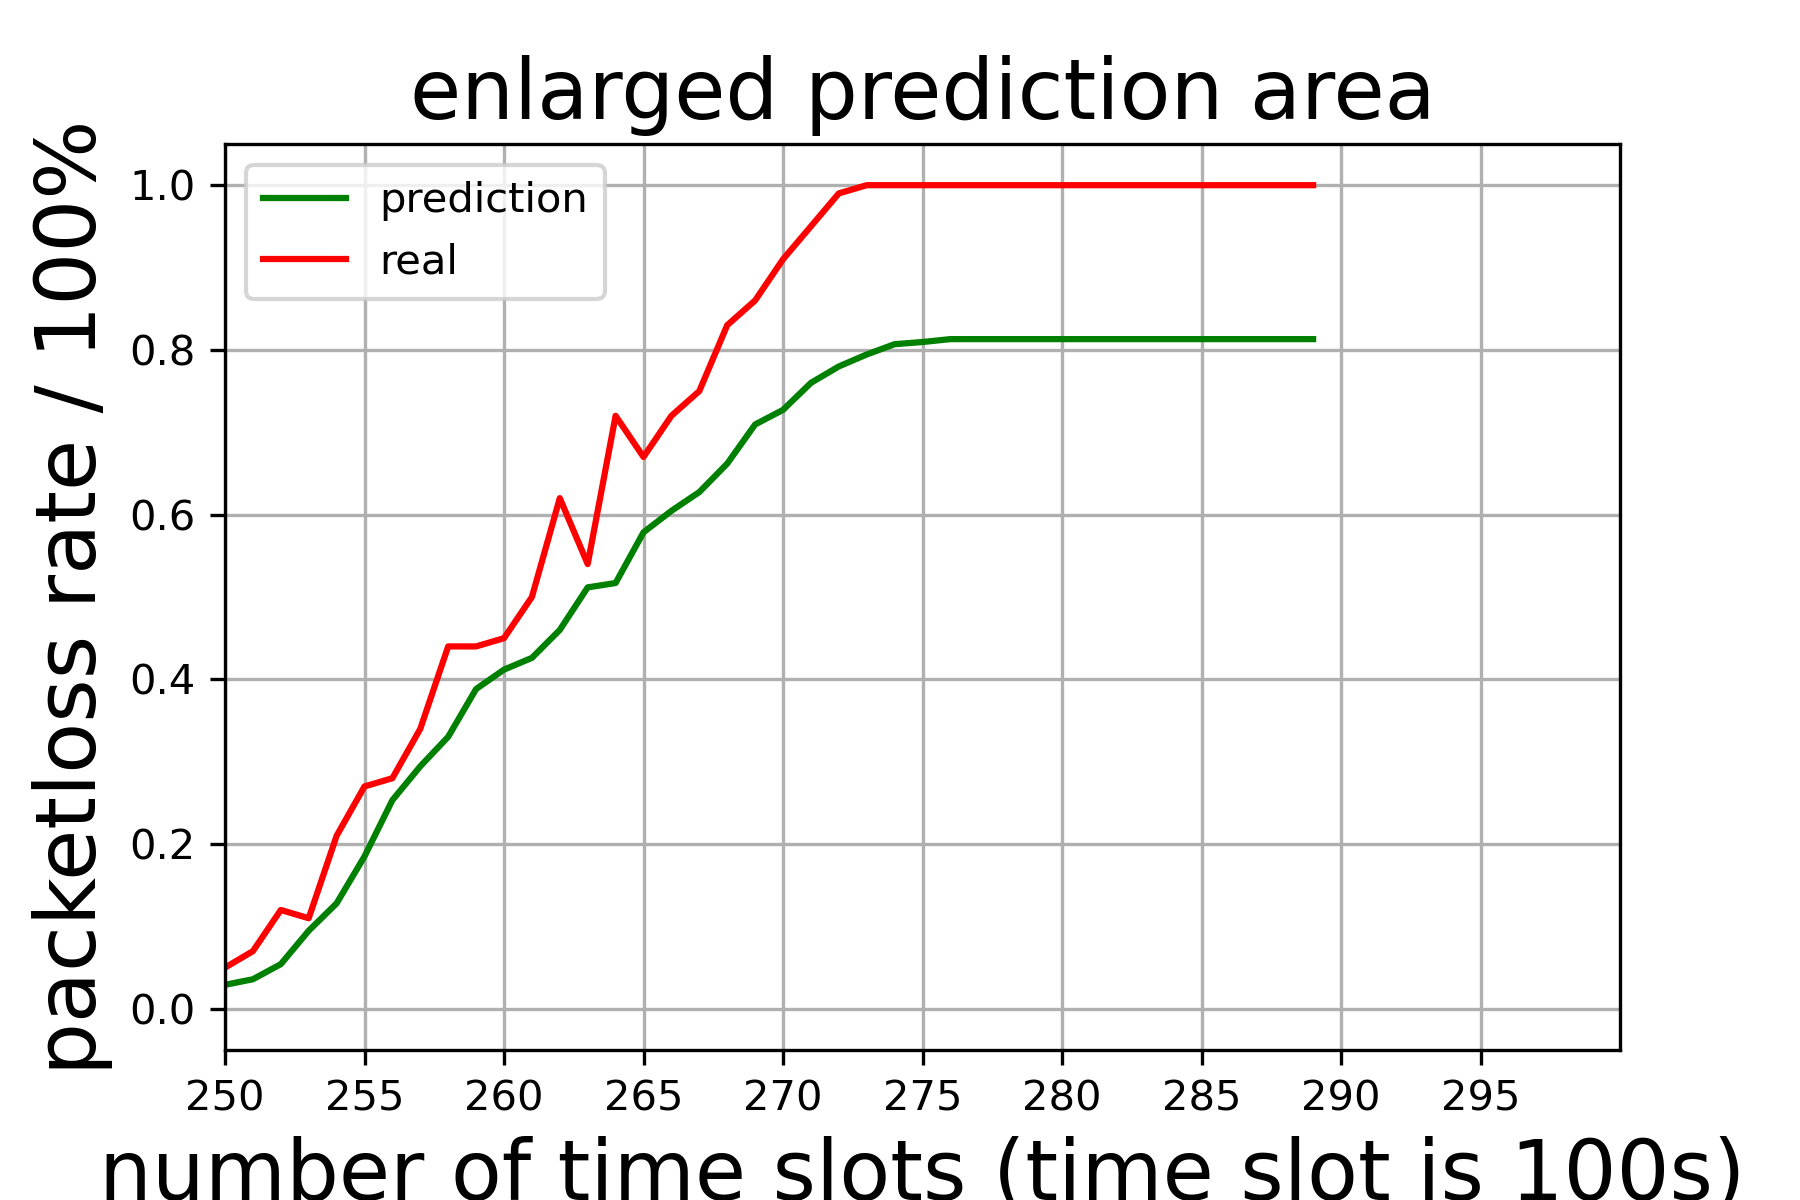 enlarged prediction area
packetloss rate / 100%
1.0
0.8
0.6
0.4
0.2
0.0
prediction
real
250 255 260 265 270 275 280 285 290 295
number of time slots (time slot is 100s)